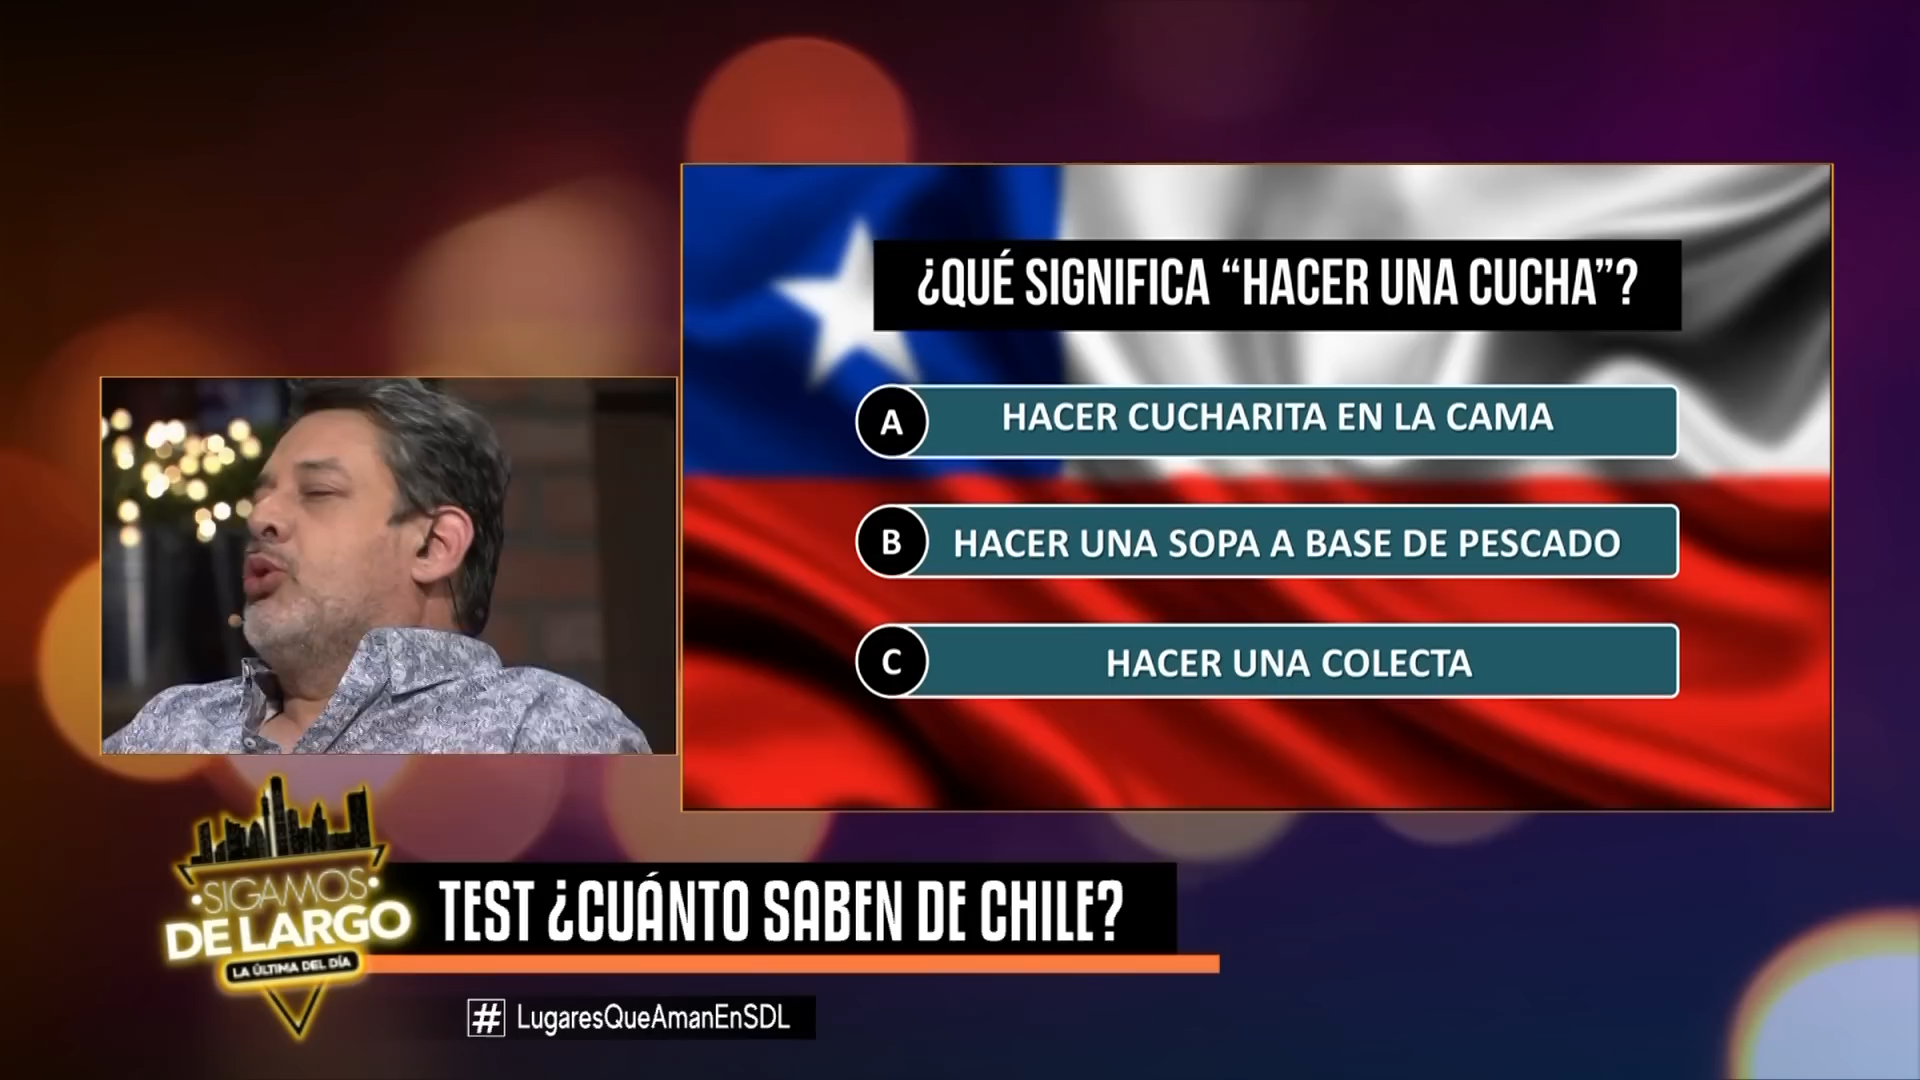 ¿QUÉ SIGNIFICA “HACER UNA CUCHA”?
A HACER CUCHARITA EN LA CAMA
B HACER UNA SOPA A BASE DE PESCADO
C HACER UNA COLECTA
•SIGAMOS•
DE LARGO
LA ÚLTIMA DEL DÍA
TEST ¿CUÁNTO SABEN DE CHILE?
# LugaresQueAmanEnSDL